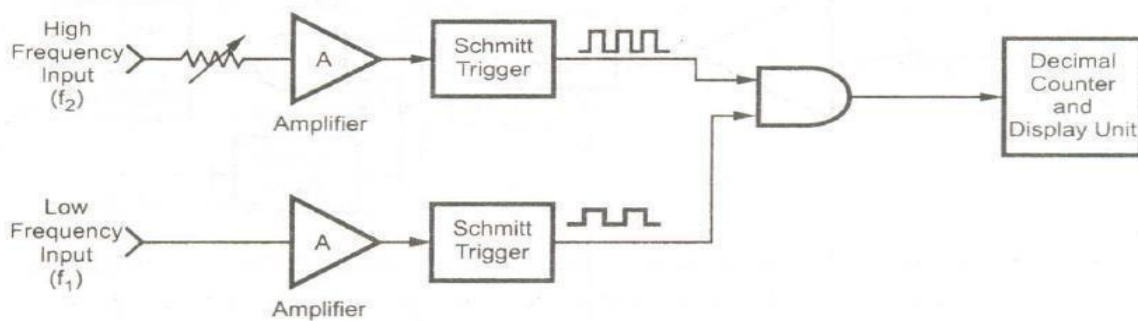 High
Frequency
Input
(f₂)
A
Amplifier
Schmitt
Trigger
Decimal
Counter
and
Display Unit
Low
Frequency
Input
(f₁)
A
Amplifier
Schmitt
Trigger